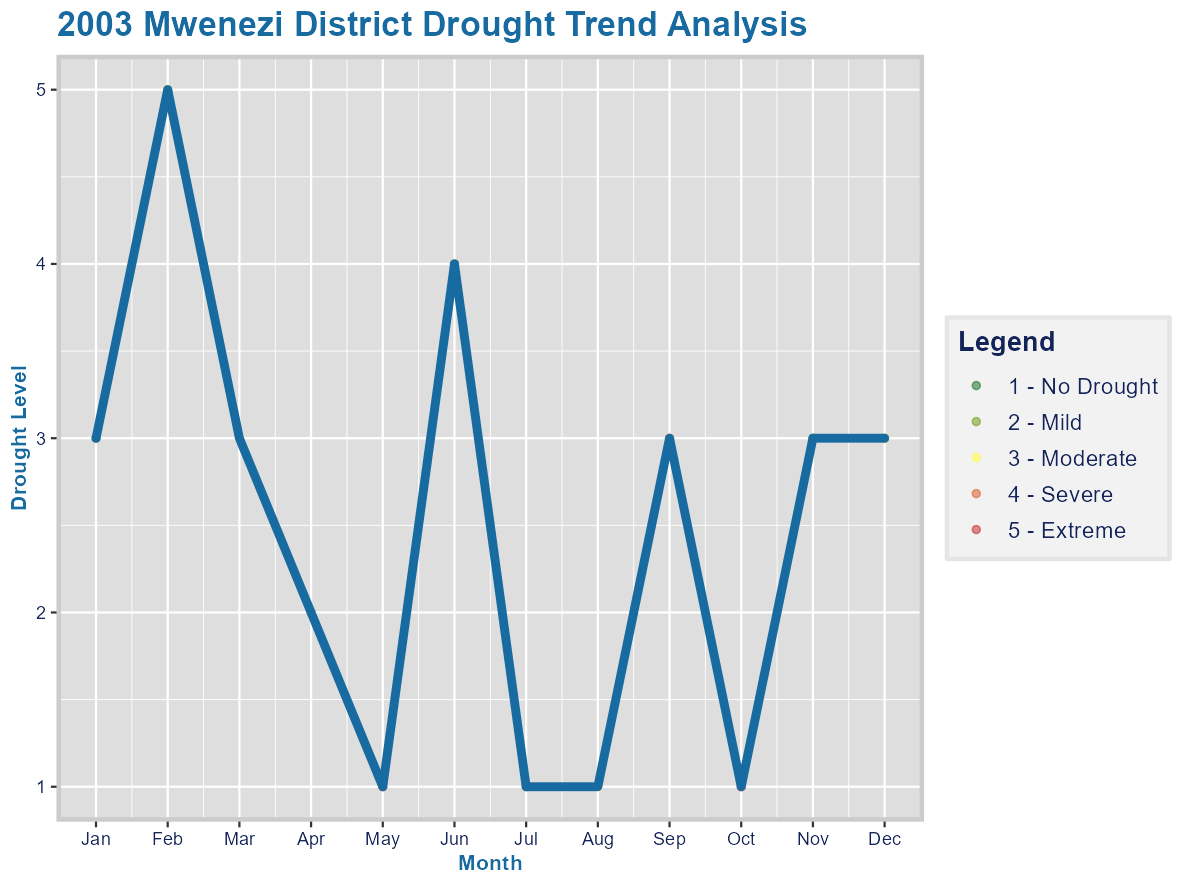 2003 Mwenezi District Drought Trend Analysis
5
4
3
2
1
Drought Level
Jan Feb Mar Apr May Jun Jul Aug Sep Oct Nov Dec
Month
Legend
1 - No Drought
2 - Mild
3 - Moderate
4 - Severe
5 - Extreme